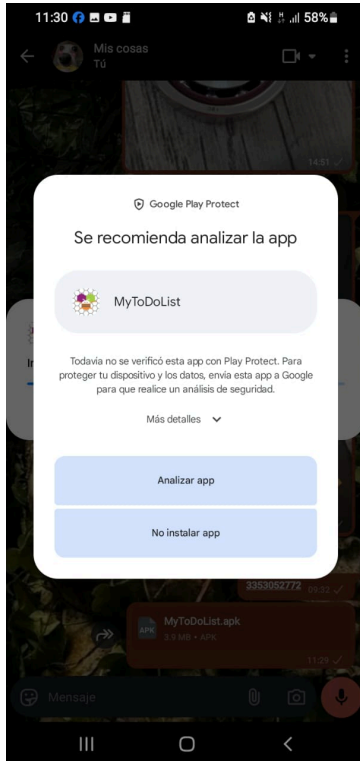 11:30
58%
Mis cosas
Tú
14:51
Google Play Protect
Se recomienda analizar la app
MyToDoList
Todavía no se verificó esta app con Play Protect. Para
proteger tu dispositivo y los datos, envía esta app a Google
para que realice un análisis de seguridad.
Más detalles
Analizar app
No instalar app
3353052772 09:22
MyToDoList.apk
APK
3.9 MB • APK
11:29
Mensaje